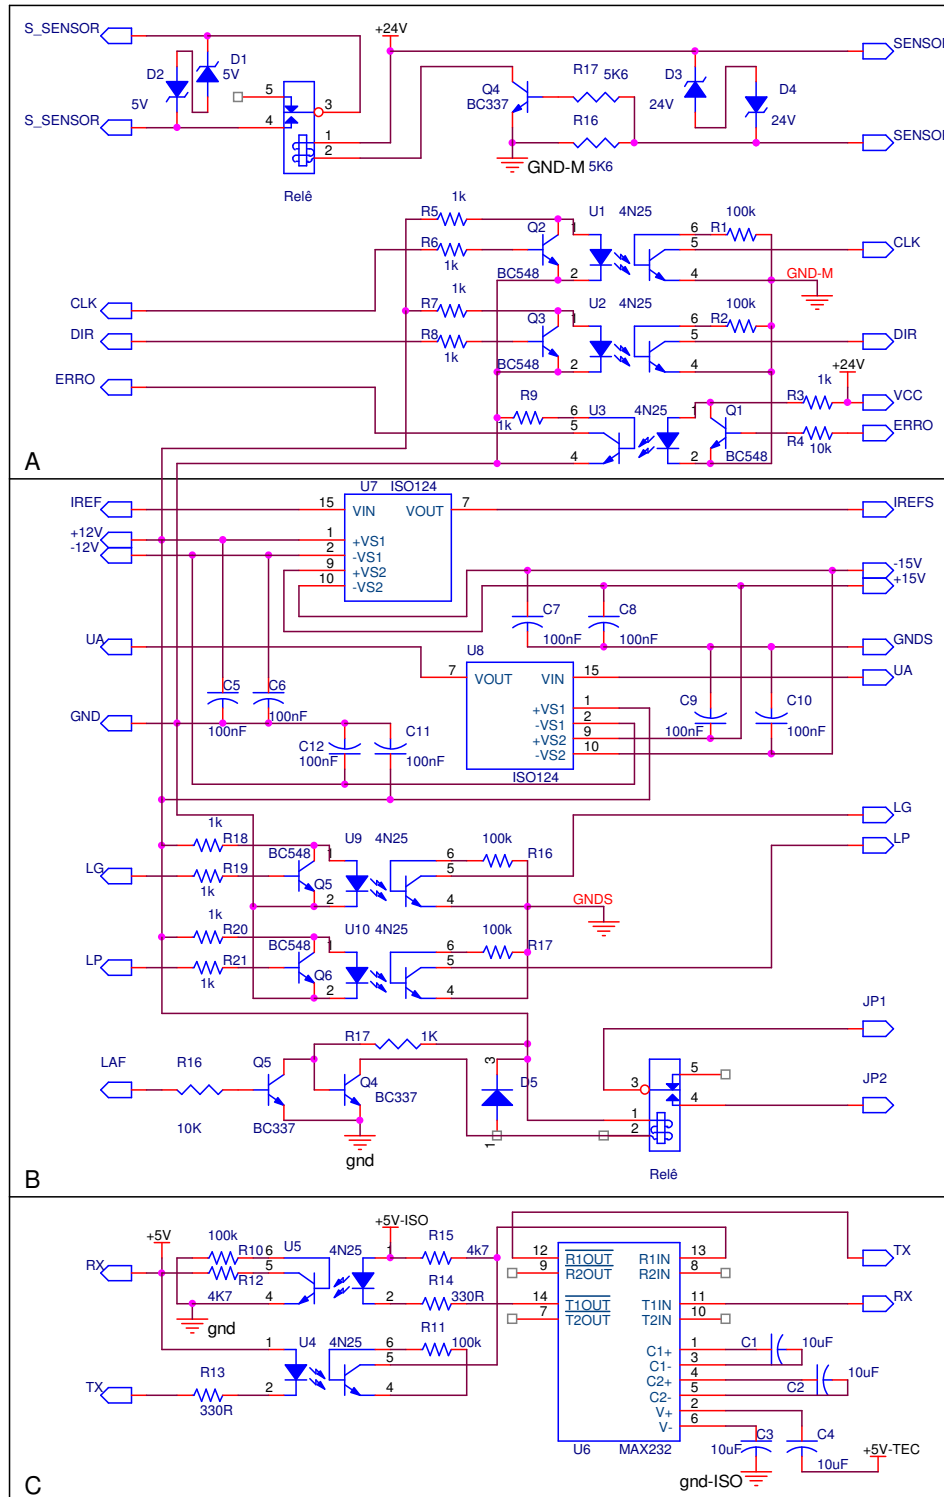 S_SENSOR
+24V
SENSOR
D1
5V
D2
5V
R17
5K6
D3
D4
24V
24V
Q4
BC337
5
3
4
1
2
S_SENSOR
R16
SENSOR
GND-M
5K6
Relê
1k
R5
U1
4N25
100k
Q2
1
6
R1
R6
5
CLK
1k
BC548
2
4
GND-M
1k
U2
4N25
100k
CLK
R7
Q3
1
6
R2
DIR
R8
5
DIR
1k
BC548
2
4
+24V
ERRO
1k
R9
U3
4N25
R3
VCC
1k
6
1
Q1
5
R4
ERRO
10k
4
2
BC548
A
U7
ISO124
IREF
15
VIN
VOUT
7
IREFS
+12V
1
+VS1
-12V
2
-VS1
9
+VS2
-15V
10
-VS2
+15V
C7
C8
100nF
100nF
UA
GNDS
U8
7
VOUT
VIN
15
UA
C5
C6
+VS1
1
C9
C10
GND
100nF
100nF
-VS1
2
+VS2
9
100nF
100nF
C12
C11
-VS2
10
100nF
100nF
ISO124
LG
1k
R18
U9
4N25
100k
LP
BC548
1
6
R16
LG
R19
5
1k
Q5
2
4
GNDS
1k
R20
U10
4N25
100k
BC548
1
6
R17
LP
R21
5
1k
Q6
2
4
JP1
R17
1K
LAF
R16
Q5
3
D5
5
JP2
Q4
3
BC337
4
1
10K
BC337
2
1
gnd
Relê
B
+5V
+5V-ISO
R15
100k
U5
4N25
4k7
R10
6
1
12
R1OUT
R1IN
13
TX
RX
5
9
R2OUT
R2IN
8
R12
R14
4K7
4
2
330R
14
T1OUT
T1IN
11
RX
gnd
7
T2OUT
T2IN
10
R11
1
U4
4N25
6
100k
C1+
1
C1
10uF
5
C1-
3
R13
C2+
4
10uF
TX
2
4
C2-
5
C2
330R
V+
2
V-
6
C3
C4
U6
MAX232
10uF
+5V-TEC
10uF
gnd-ISO
C